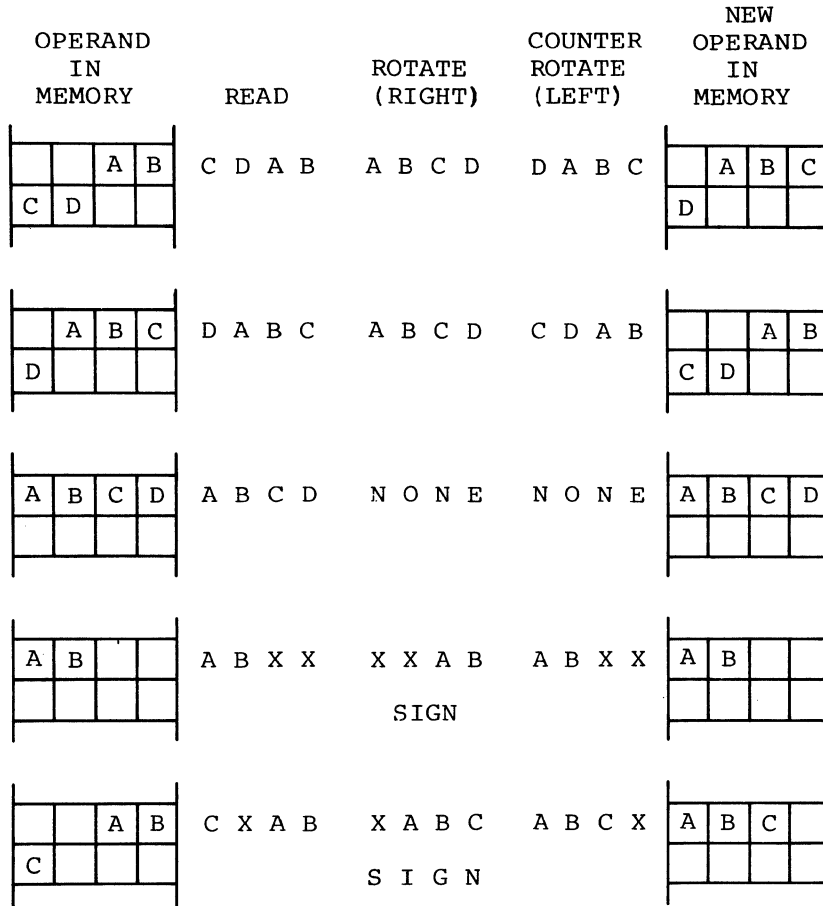 OPERAND IN MEMORY
READ
ROTATE (RIGHT)
COUNTER ROTATE (LEFT)
NEW OPERAND IN MEMORY
A B C D A B A B C D D A B C A B C
C D D
A B C D A B C A B C D C D A B A B
D C D
A B C D A B C D N O N E N O N E A B C D
A B A B X X X X A B A B X X A B
SIGN
A B C X A B X A B C A B C X A B C
C
S I G N